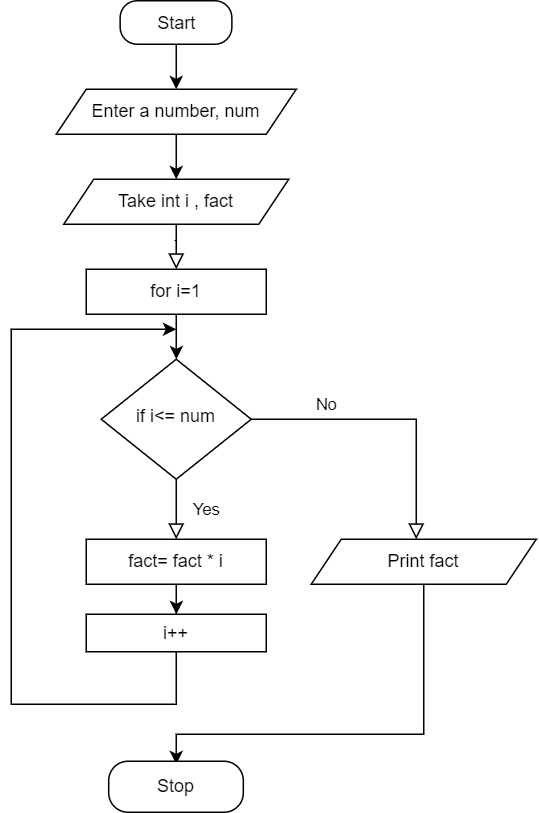 Start
Enter a number, num
Take int i , fact
for i=1
if i<= num
No
Yes
fact= fact * i
Print fact
i++
Stop